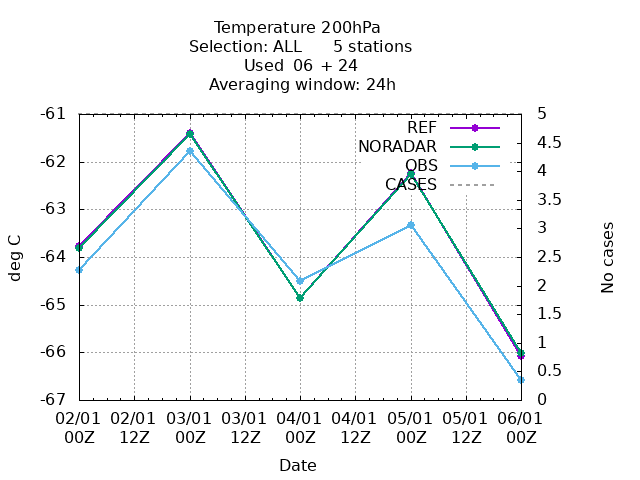 Temperature 200hPa
Selection: ALL 5 stations
Used 06 + 24
Averaging window: 24h
-61
-62
-63
-64
-65
-66
-67
deg C
5
4.5
4
3.5
3
2.5
2
1.5
1
0.5
0
No cases
REF
NORADAR
OBS
CASES
02/01 02/01 03/01 03/01 04/01 04/01 05/01 05/01 06/01
00Z 12Z 00Z 12Z 00Z 12Z 00Z 12Z 00Z
Date